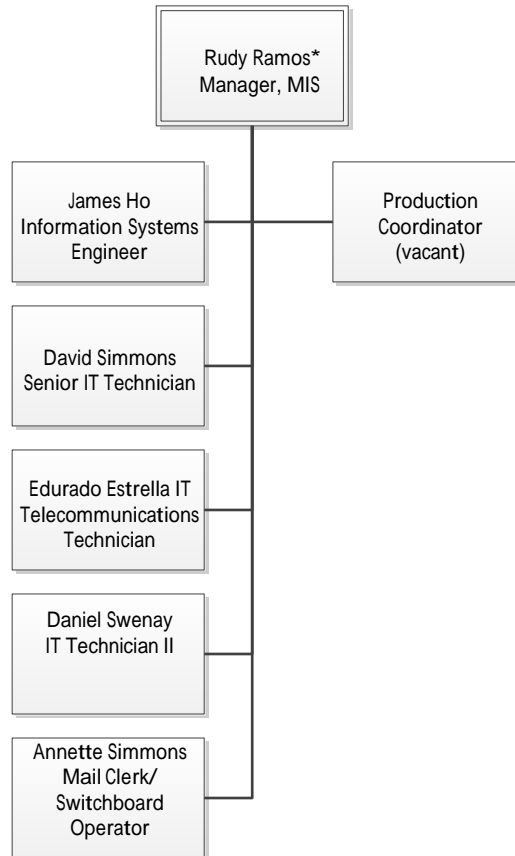 Rudy Ramos*
Manager, MIS
James Ho
Information Systems
Engineer
Production
Coordinator
(vacant)
David Simmons
Senior IT Technician
Edurado Estrella IT
Telecommunications
Technician
Daniel Swenay
IT Technician II
Annette Simmons
Mail Clerk/
Switchboard
Operator